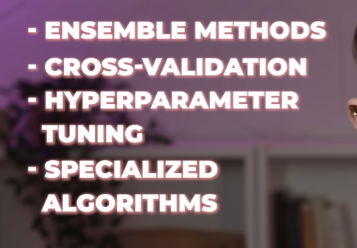 - ENSEMBLE METHODS
- CROSS-VALIDATION
- HYPERPARAMETER
TUNING
- SPECIALIZED
ALGORITHMS